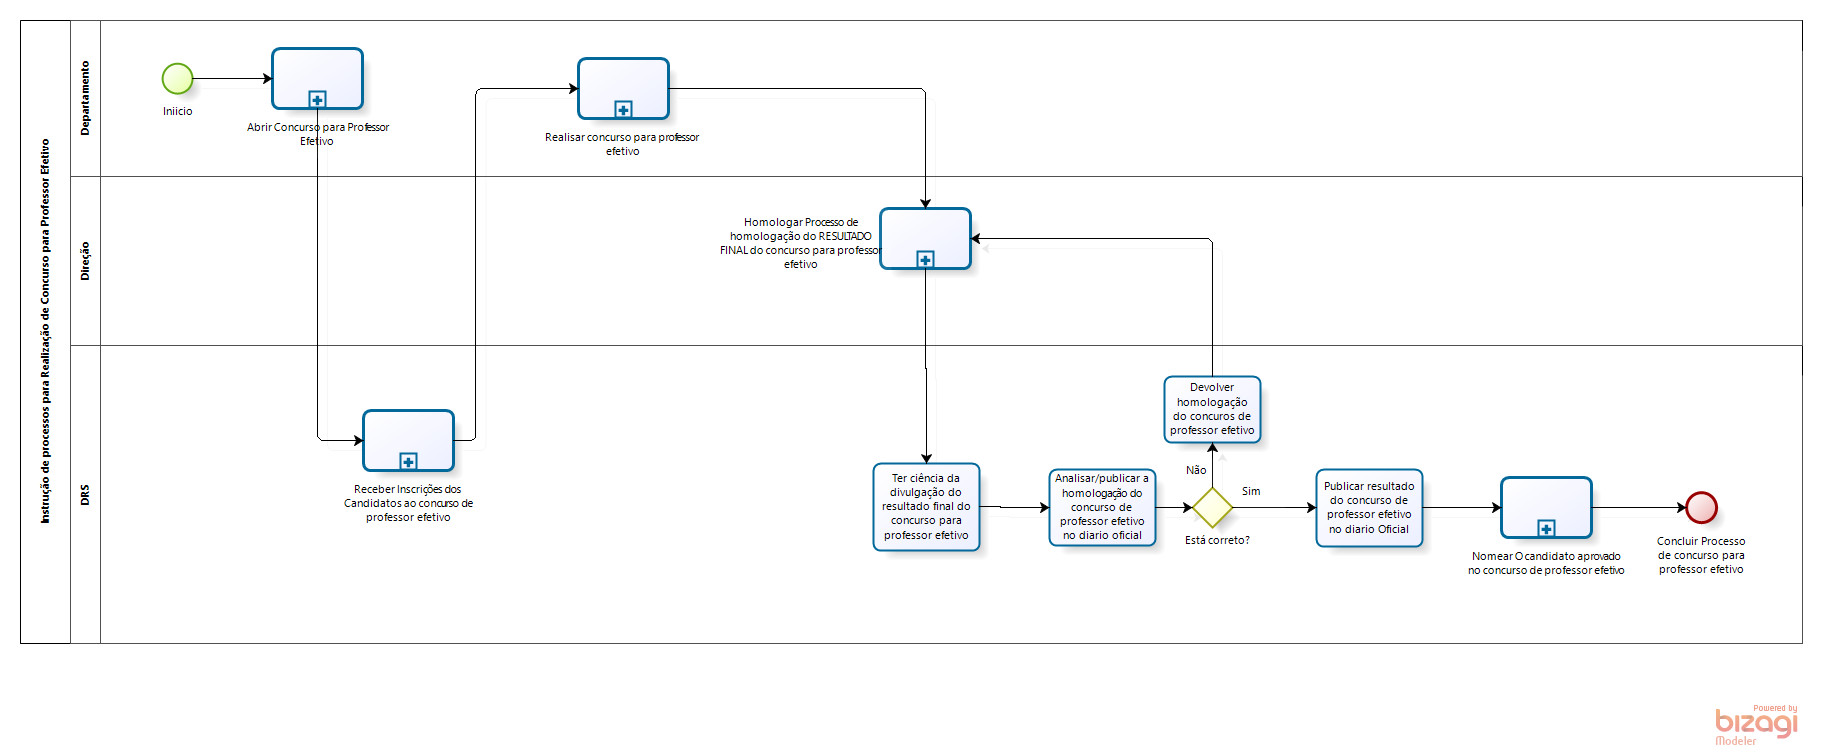 Instrução de processos para Realização de Concurso para Professor Efetivo
Departamento
Iniicio
Abrir Concurso para Professor
Efetivo
Realisar concurso para professor
efetivo
Direção
Homologar Processo de
homologação do RESULTADO
FINAL do concurso para professor
efetivo
DRS
Receber Inscrições dos
Candidatos ao concurso de
professor efetivo
Ter ciência da
divulgação do
resultado final do
concurso para
professor efetivo
Analisar/publicar a
homologação do
concurso de
professor efetivo
no diario oficial
Devolver
homologação
do concuros de
professor efetivo
Não
Sim
Está correto?
Publicar resultado
do concurso de
professor efetivo
no diario Oficial
Nomear O candidato aprovado
no concurso de professor efetivo
Concluir Processo
de concurso para
professor efetivo
Powered by
bizagi
Modeler